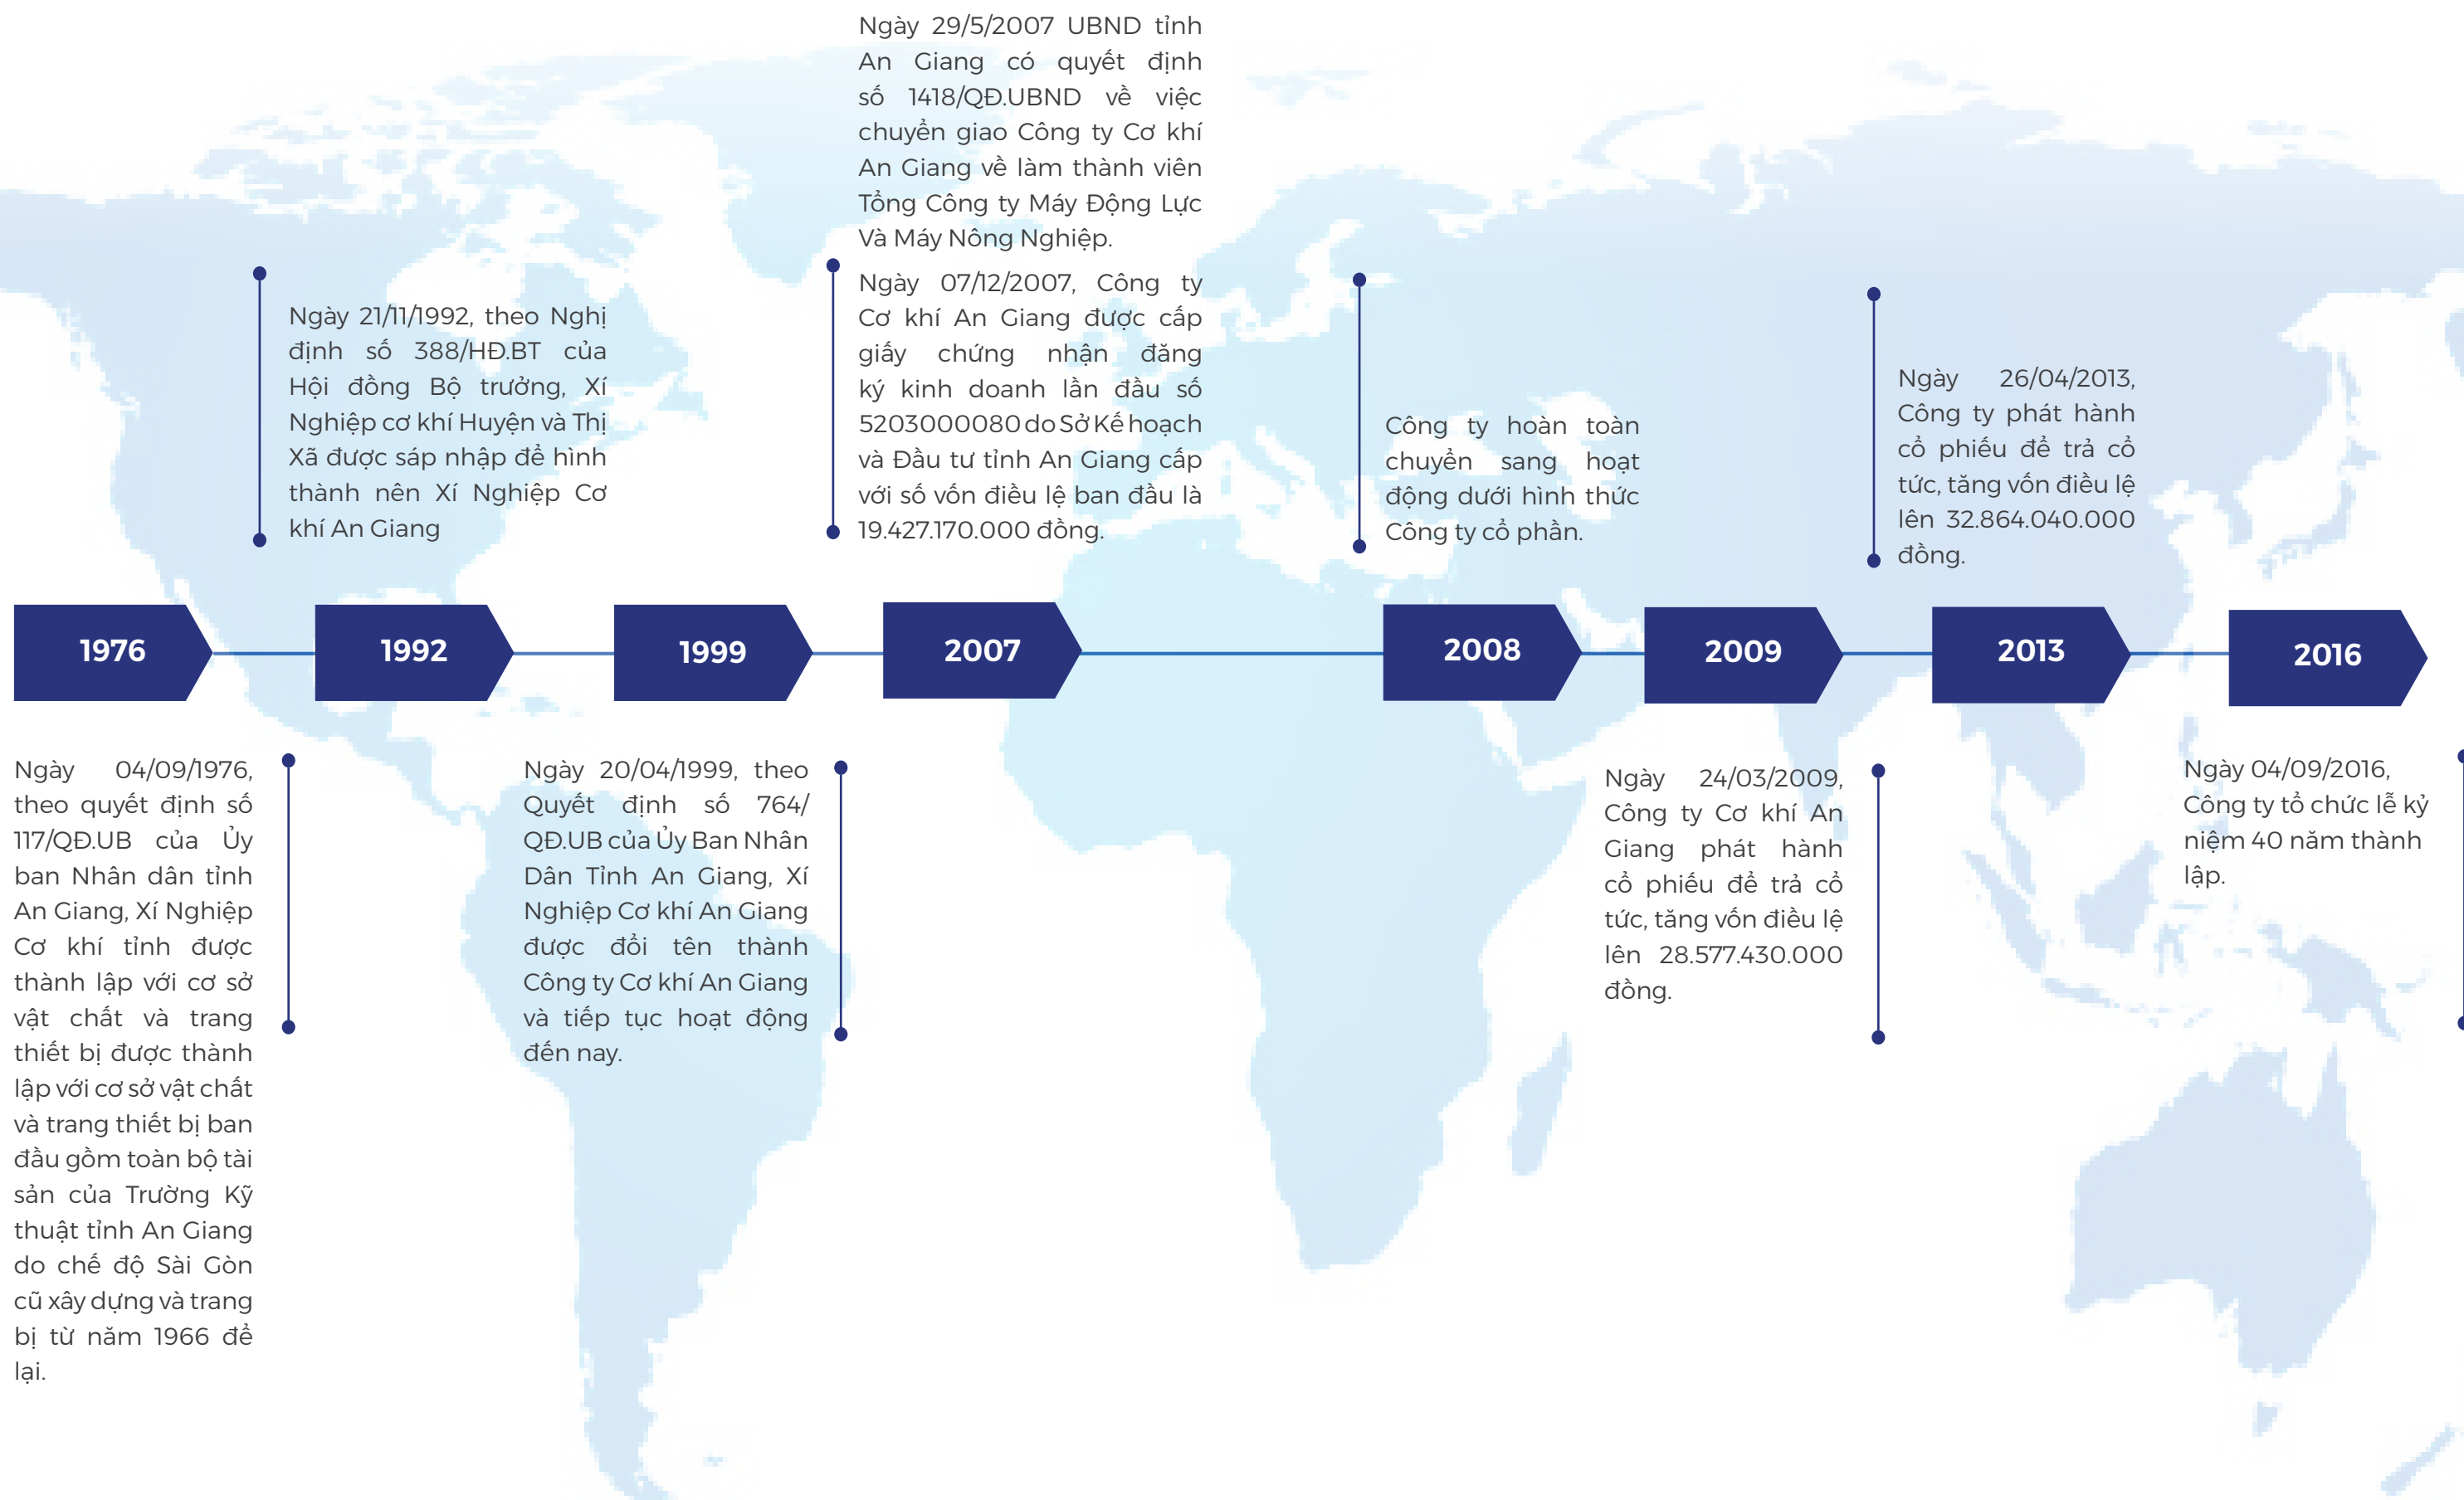 Ngày 29/5/2007 UBND tỉnh
An Giang có quyết định
số 1418/QĐ.UBND về việc
chuyển giao Công ty Cơ khí
An Giang về làm thành viên
Tổng Công ty Máy Động Lực
Và Máy Nông Nghiệp.
Ngày 07/12/2007, Công ty
Cơ khí An Giang được cấp
giấy chứng nhận đăng
ký kinh doanh lần đầu số
5203000080 do Sở Kế hoạch
và Đầu tư tỉnh An Giang cấp
với số vốn điều lệ ban đầu là
19.427.170.000 đồng.
Ngày 21/11/1992, theo Nghị
định số 388/HĐ.BT của
Hội đồng Bộ trưởng, Xí
Nghiệp cơ khí Huyện và Thị
Xã được sáp nhập để hình
thành nên Xí Nghiệp Cơ
khí An Giang
Công ty hoàn toàn
chuyển sang hoạt
động dưới hình thức
Công ty cổ phần.
Ngày 26/04/2013,
Công ty phát hành
cổ phiếu để trả cổ
tức, tăng vốn điều lệ
lên 32.864.040.000
đồng.
1976
1992
1999
2007
2008
2009
2013
2016
Ngày 04/09/1976,
theo quyết định số
117/QĐ.UB của Ủy
ban Nhân dân tỉnh
An Giang, Xí Nghiệp
Cơ khí tỉnh được
thành lập với cơ sở
vật chất và trang
thiết bị được thành
lập với cơ sở vật chất
và trang thiết bị ban
đầu gồm toàn bộ tài
sản của Trường Kỹ
thuật tỉnh An Giang
do chế độ Sài Gòn
cũ xây dựng và trang
bị từ năm 1966 để
lại.
Ngày 20/04/1999, theo
Quyết định số 764/
QĐ.UB của Ủy Ban Nhân
Dân Tỉnh An Giang, Xí
Nghiệp Cơ khí An Giang
được đổi tên thành
Công ty Cơ khí An Giang
và tiếp tục hoạt động
đến nay.
Ngày 24/03/2009,
Công ty Cơ khí An
Giang phát hành
cổ phiếu để trả cổ
tức, tăng vốn điều lệ
lên 28.577.430.000
đồng.
Ngày 04/09/2016,
Công ty tổ chức lễ kỷ
niệm 40 năm thành
lập.